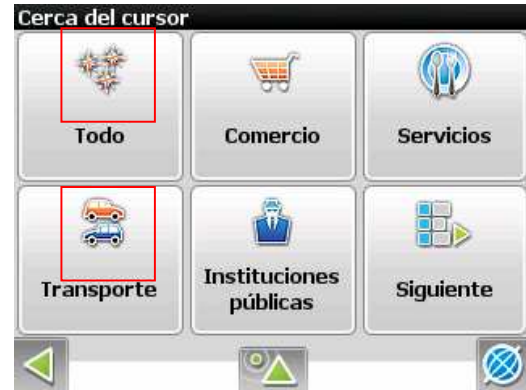 Cerca del cursor
Todo
Comercio
Servicios
Transporte
Instituciones
públicas
Siguiente